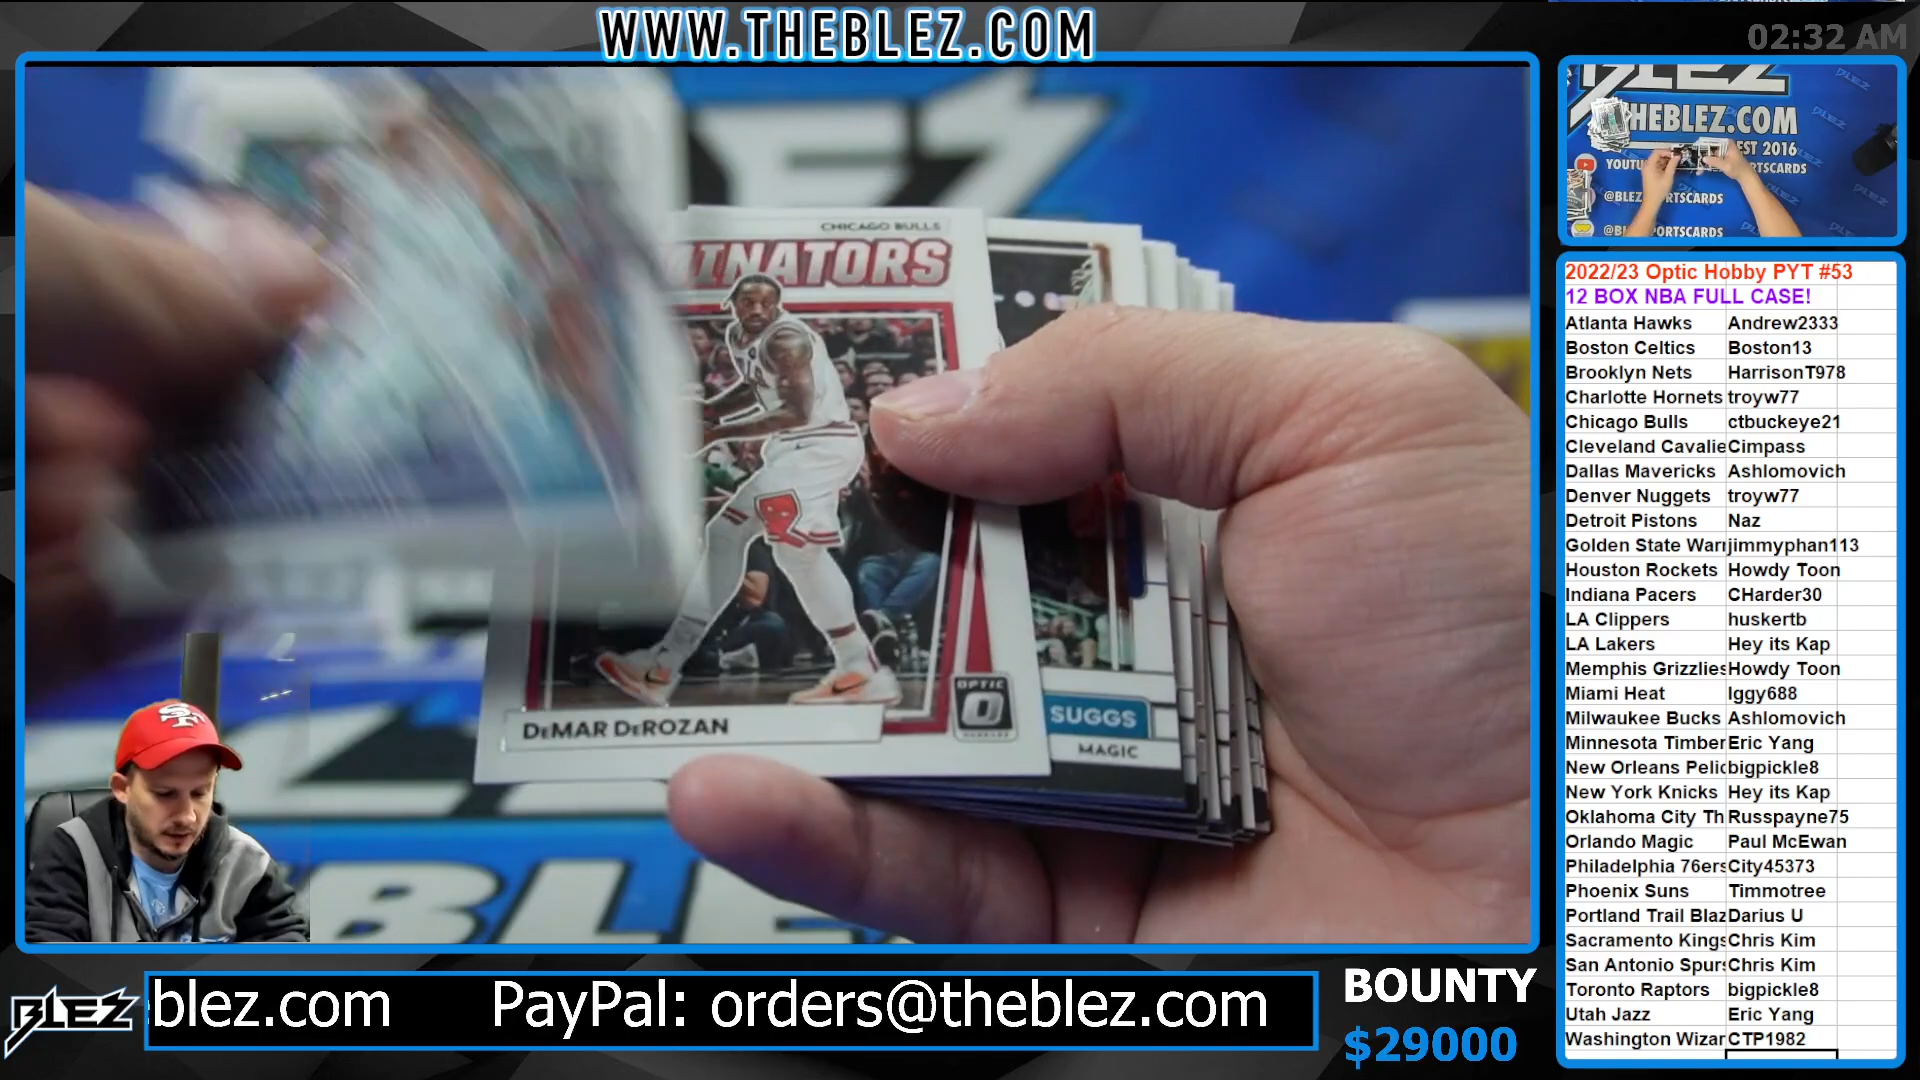 WWW.THEBLEZ.COM
02:32 AM
BLEZ
HEBLEZ.COM
EST 2016
YOUTU
RTSCARDS
@BLEZ
RTSCARDS
@BL
PORTSCARDS
CHICAGO BULLS
INATORS
DEMAR DEROZAN
OPTIC
SUGGS
MAGIC
2022/23 Optic Hobby PYT #53
12 BOX NBA FULL CASE!
Atlanta Hawks Andrew2333
Boston Celtics Boston13
Brooklyn Nets HarrisonT978
Charlotte Hornets troyw77
Chicago Bulls ctbuckeye21
Cleveland Cavalie Cimpass
Dallas Mavericks Ashlomovich
Denver Nuggets troyw77
Detroit Pistons Naz
Golden State Warr jimmyphan113
Houston Rockets Howdy Toon
Indiana Pacers CHarder30
LA Clippers huskertb
LA Lakers Hey its Kap
Memphis Grizzlies Howdy Toon
Miami Heat Iggy688
Milwaukee Bucks Ashlomovich
Minnesota Timber Eric Yang
New Orleans Pelic bigpickle8
New York Knicks Hey its Kap
Oklahoma City Th Russpayne75
Orlando Magic Paul McEwan
Philadelphia 76ers City45373
Phoenix Suns Timmotree
Portland Trail Blaz Darius U
Sacramento Kings Chris Kim
San Antonio Spurs Chris Kim
Toronto Raptors bigpickle8
Utah Jazz Eric Yang
Washington Wizar CTP1982
BLEZ
blez.com PayPal: orders@theblez.com
BOUNTY
$29000